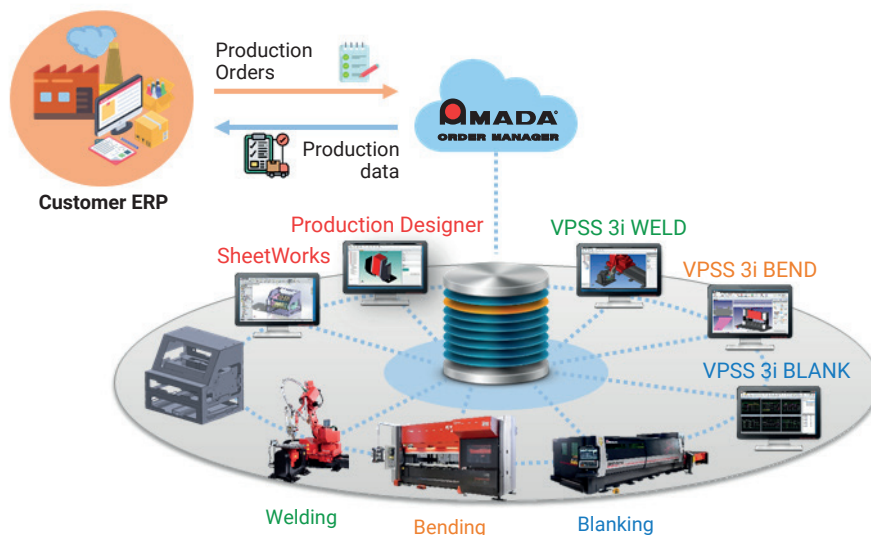 Production
Orders
AMADA®
ORDER MANAGER
Production
data
Customer ERP
Production Designer
VPSS 3i WELD
SheetWorks
VPSS 3i BEND
VPSS 3i BLANK
Welding
Bending
Blanking